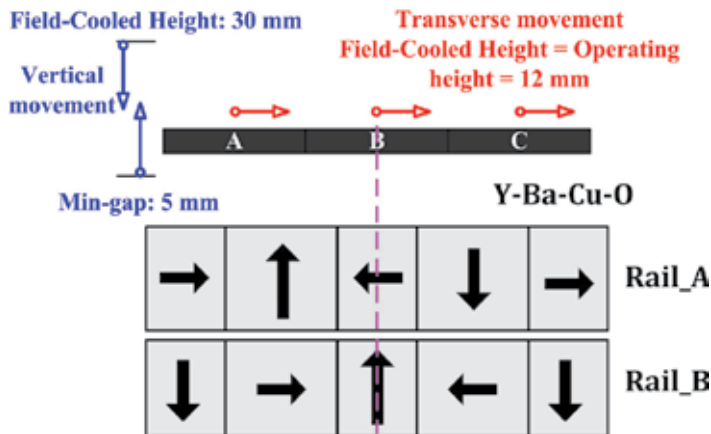 Field-Cooled Height: 30 mm
Vertical
movement
Min-gap: 5 mm
Transverse movement
Field-Cooled Height = Operating
height = 12 mm
A
B
C
Y-Ba-Cu-O
Rail_A
Rail_B